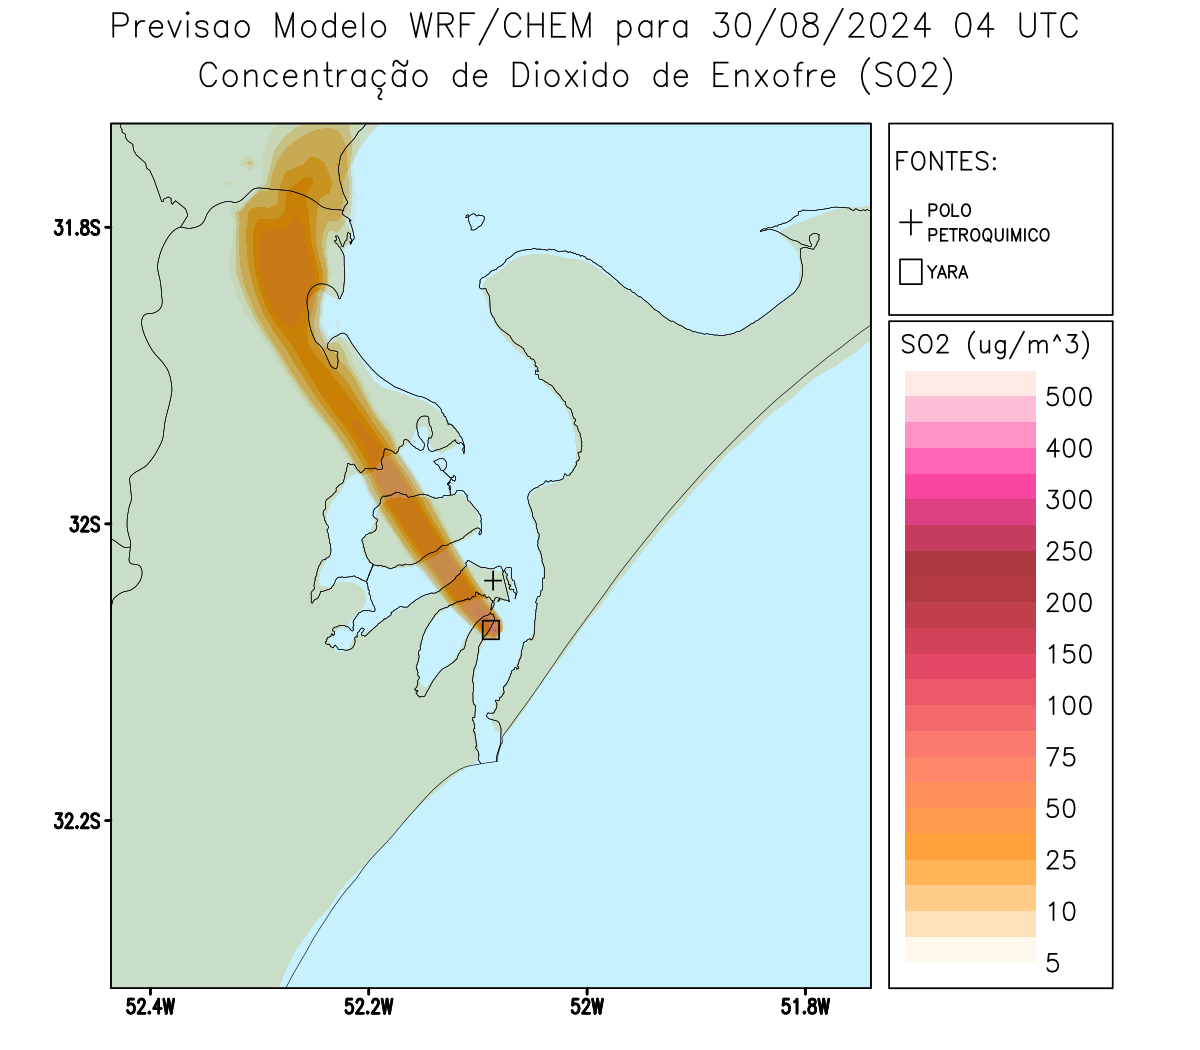 Previsao Modelo WRF/CHEM para 30/08/2024 04 UTC
Concentração de Dioxido de Enxofre (SO2)
FONTES:
POLO
PETROQUIMICO
YARA
SO2 (ug/m^3)
500
400
300
250
200
150
100
75
50
25
10
5
31.8S
32S
32.2S
52.4W
52.2W
52W
51.8W